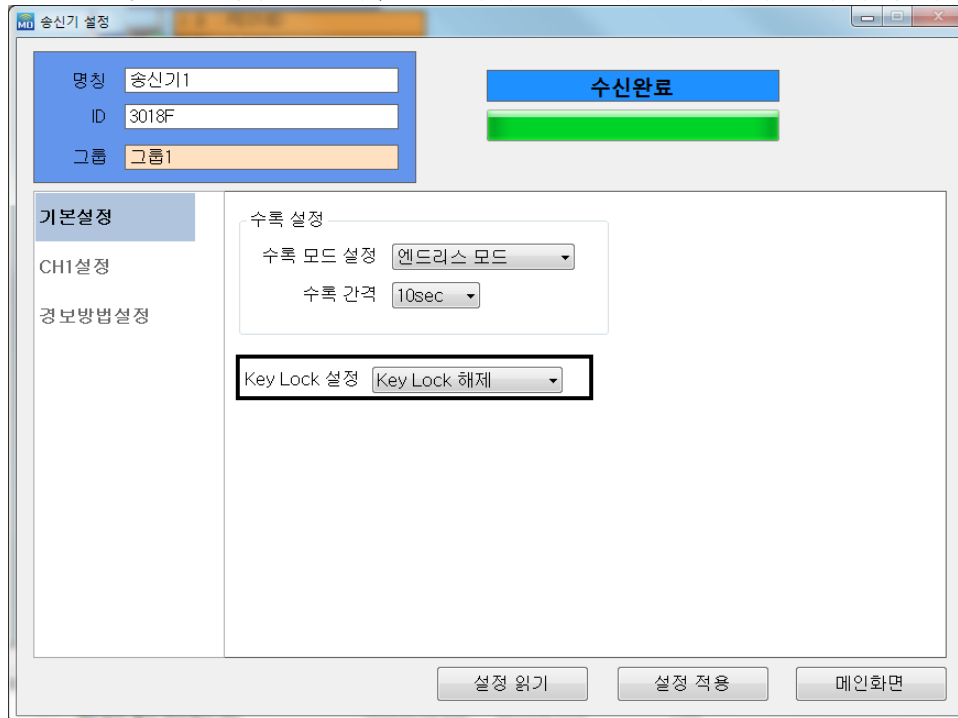 MD 송신기 설정
명칭 송신기1
ID 3018F
그룹 그룹1
수신완료
기본설정
CH1설정
경보방법설정
수록 설정
수록 모드 설정 엔드리스 모드
수록 간격 10sec
Key Lock 설정 Key Lock 해제
설정 읽기 설정 적용 메인화면